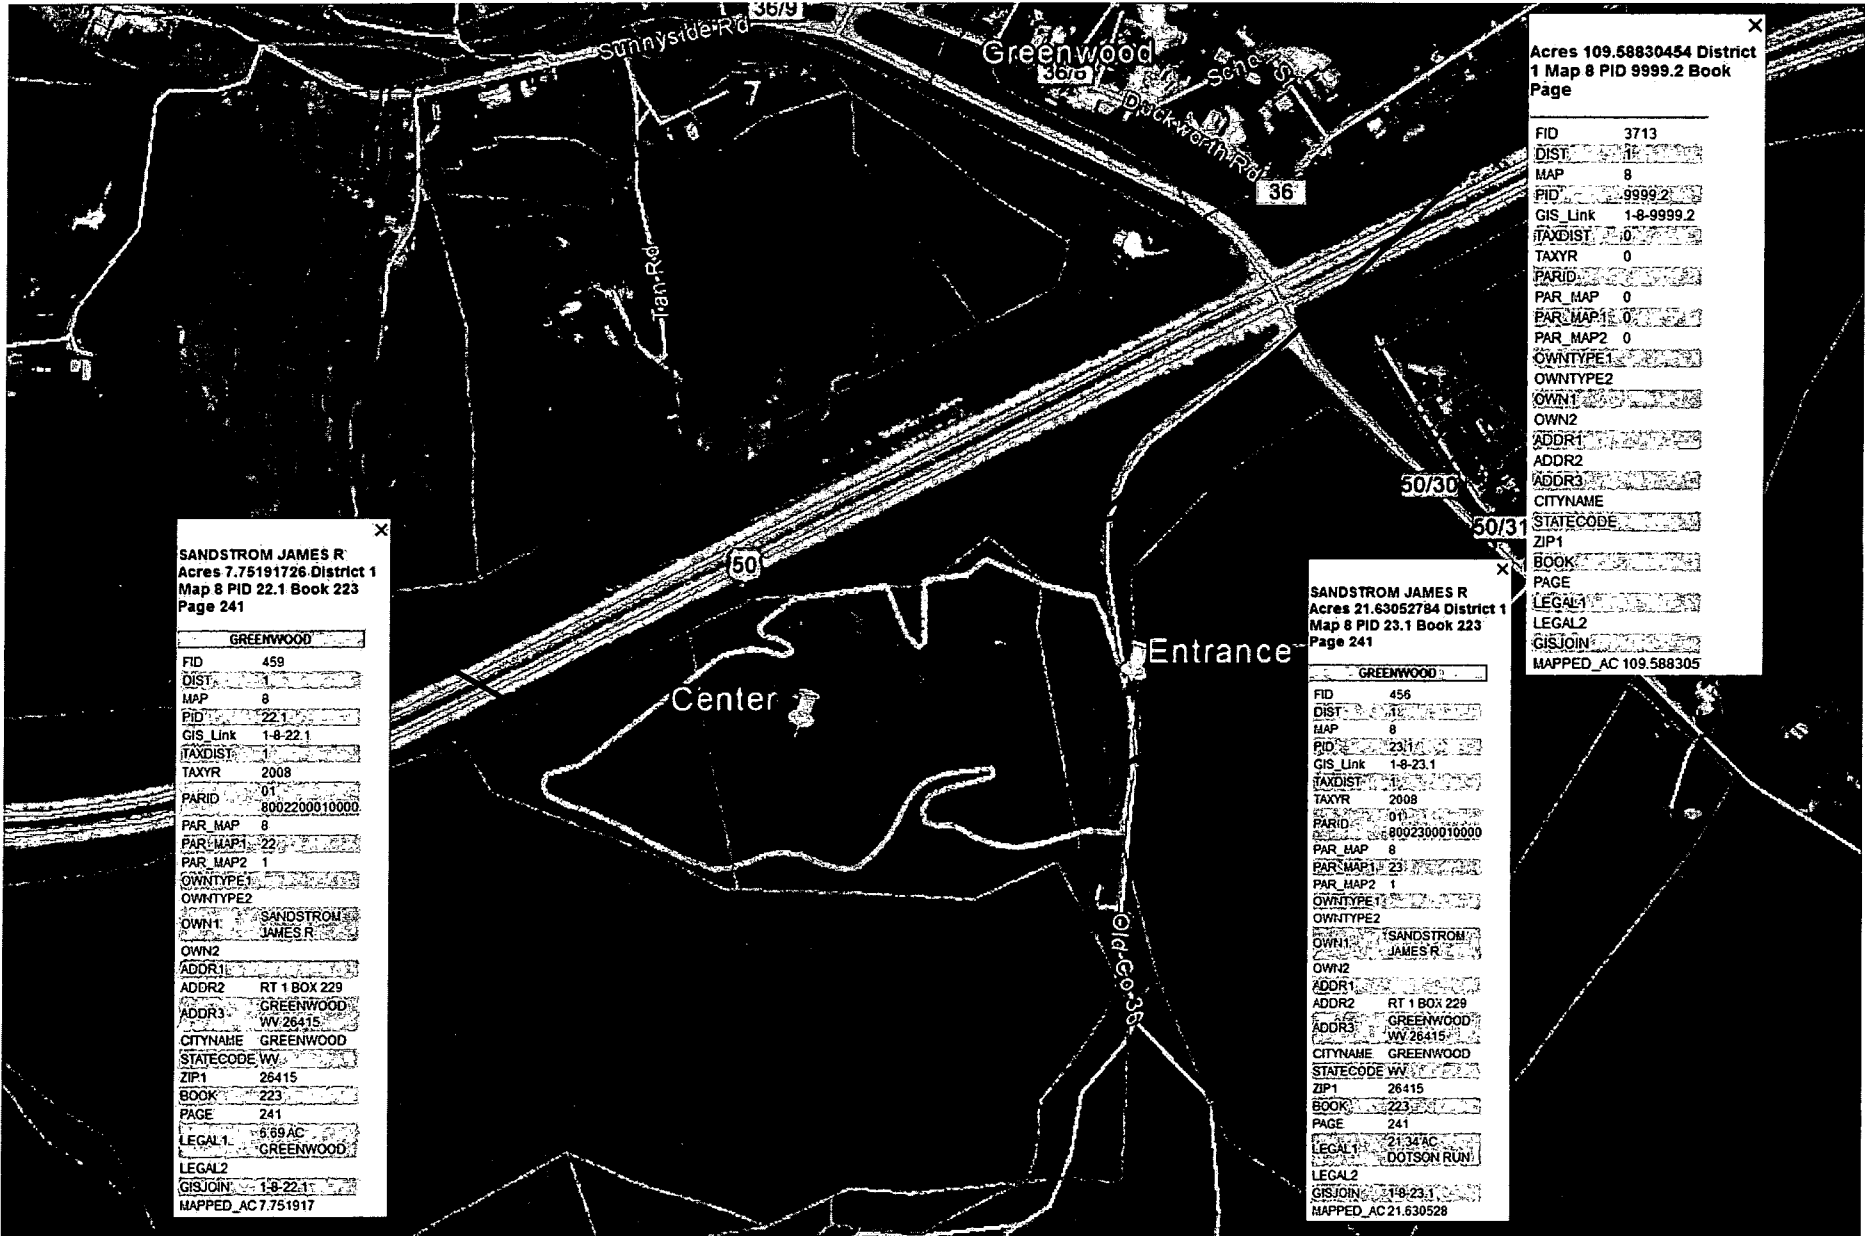 36/9
Sunnyside Rd
Greenwood
36/8
School St
Duckworth Rd
7
36
Tan Rd
50/30
50/31
50
Center
Entrance
Old Co 36
×
SANDSTROM JAMES R
Acres 7.75191726 District 1
Map 8 PID 22.1 Book 223
Page 241
GREENWOOD
FID 459
DIST 1
MAP 8
PID 22.1
GIS_Link 1-8-22.1
TAXDIST 1
TAXYR 2008
PARID 01
8002200010000
PAR_MAP 8
PAR_MAP1 22
PAR_MAP2 1
OWNTYPE1
OWNTYPE2
OWN1 SANDSTROM
JAMES R
OWN2
ADDR1
ADDR2 RT 1 BOX 229
ADDR3 GREENWOOD
WV 26415
CITYNAME GREENWOOD
STATECODE WV
ZIP1 26415
BOOK 223
PAGE 241
LEGAL1 6.69 AC
GREENWOOD
LEGAL2
GISJOIN 1-8-22.1
MAPPED_AC 7.751917
×
SANDSTROM JAMES R
Acres 21.63052784 District 1
Map 8 PID 23.1 Book 223
Page 241
GREENWOOD
FID 456
DIST 1
MAP 8
PID 23.1
GIS_Link 1-8-23.1
TAXDIST 1
TAXYR 2008
PARID 01
8002300010000
PAR_MAP 8
PAR_MAP1 23
PAR_MAP2 1
OWNTYPE1
OWNTYPE2
OWN1 SANDSTROM
JAMES R
OWN2
ADDR1
ADDR2 RT 1 BOX 229
ADDR3 GREENWOOD
WV 26415
CITYNAME GREENWOOD
STATECODE WV
ZIP1 26415
BOOK 223
PAGE 241
LEGAL1 21.34 AC
DOTSON RUN
LEGAL2
GISJOIN 1-8-23.1
MAPPED_AC 21.630528
×
Acres 109.58830454 District
1 Map 8 PID 9999.2 Book
Page
FID 3713
DIST 1
MAP 8
PID 9999.2
GIS_Link 1-8-9999.2
TAXDIST 0
TAXYR 0
PARID
PAR_MAP 0
PAR_MAP1 0
PAR_MAP2 0
OWNTYPE1
OWNTYPE2
OWN1
OWN2
ADDR1
ADDR2
ADDR3
CITYNAME
STATECODE
ZIP1
BOOK
PAGE
LEGAL1
LEGAL2
GISJOIN
MAPPED_AC 109.588305